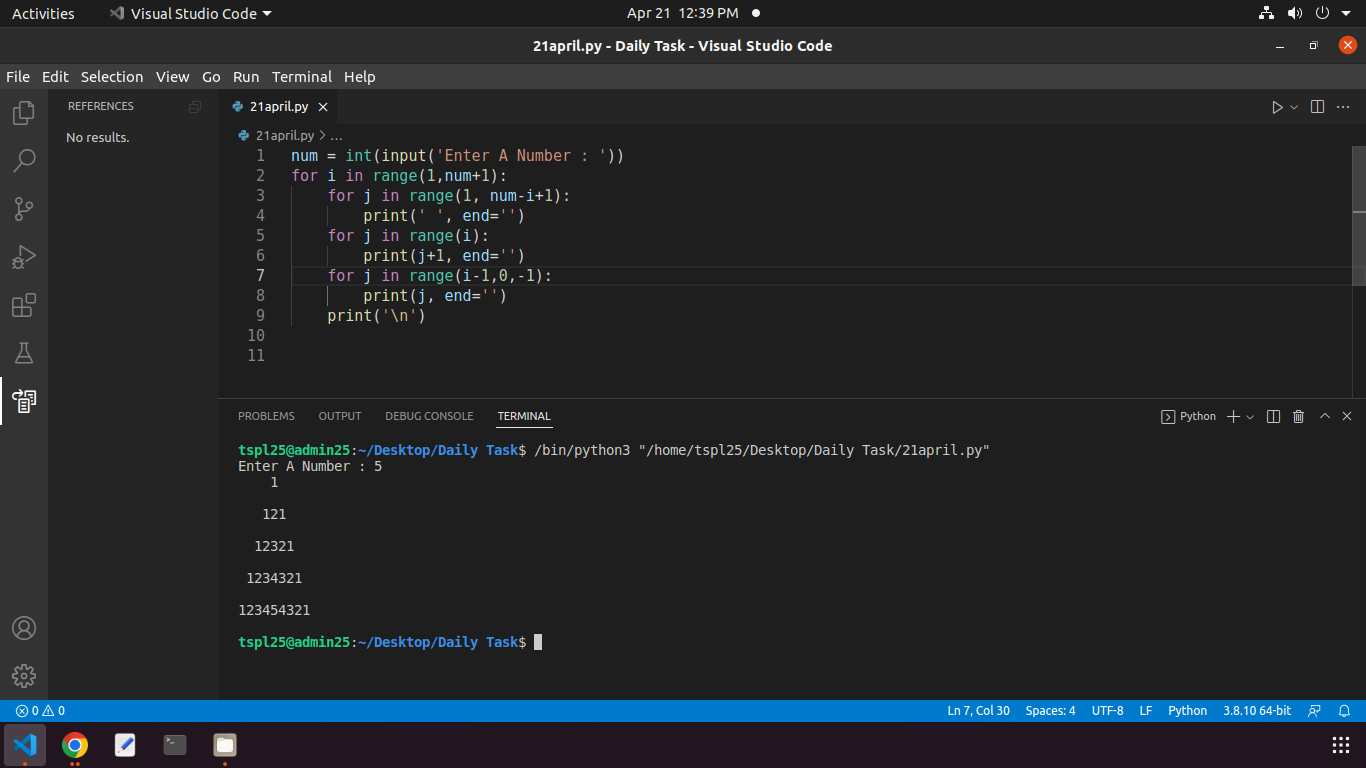 Activities Visual Studio Code Apr 21 12:39 PM
21april.py - Daily Task - Visual Studio Code
File Edit Selection View Go Run Terminal Help
REFERENCES
No results.
21april.py
21april.py > ...
1 num = int(input('Enter A Number : '))
2 for i in range(1,num+1):
3     for j in range(1, num-i+1):
4         print(' ', end='')
5     for j in range(i):
6         print(j+1, end='')
7     for j in range(i-1,0,-1):
8         print(j, end='')
9     print('\n')
10
11
PROBLEMS OUTPUT DEBUG CONSOLE TERMINAL Python
tspl25@admin25:~/Desktop/Daily Task$ /bin/python3 "/home/tspl25/Desktop/Daily Task/21april.py"
Enter A Number : 5
    1
   121
  12321
 1234321
123454321
tspl25@admin25:~/Desktop/Daily Task$
0 0 Ln 7, Col 30 Spaces: 4 UTF-8 LF Python 3.8.10 64-bit